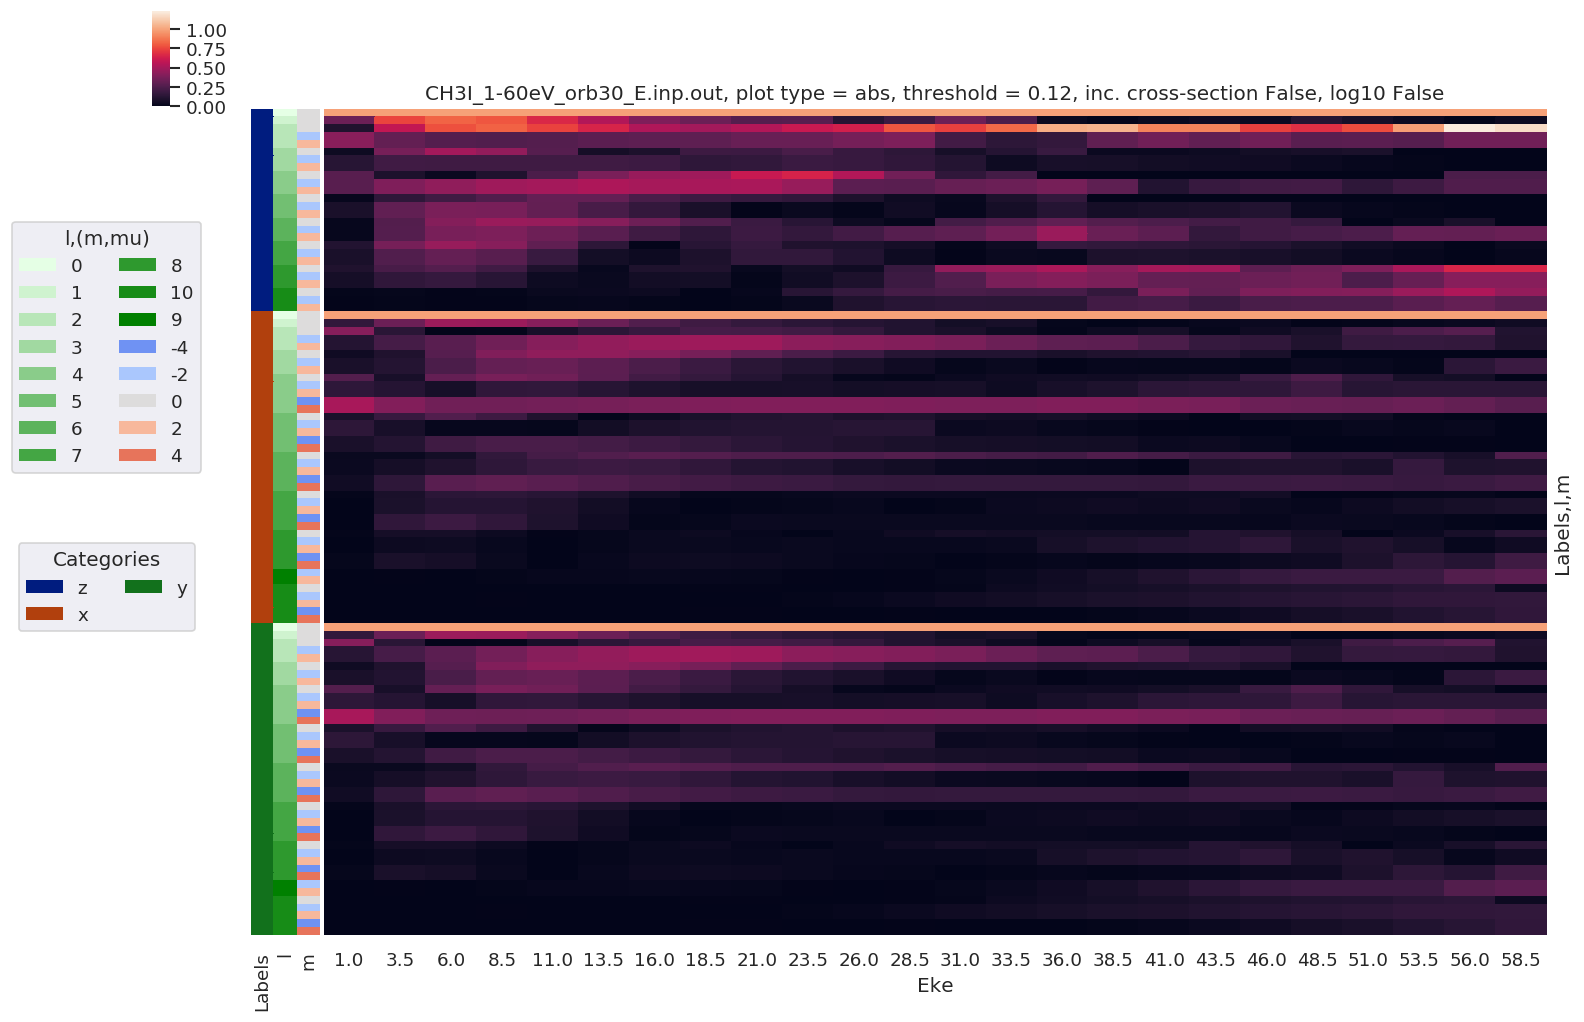 1.00
0.75
0.50
0.25
0.00
CH3I_1-60eV_orb30_E.inp.out, plot type = abs, threshold = 0.12, inc. cross-section False, log10 False
l,(m,mu)
0 8
1 10
2 9
3 -4
4 -2
5 0
6 2
7 4
Categories
z y
x
Labels,l,m
1.0 3.5 6.0 8.5 11.0 13.5 16.0 18.5 21.0 23.5 26.0 28.5 31.0 33.5 36.0 38.5 41.0 43.5 46.0 48.5 51.0 53.5 56.0 58.5
Labels l m
Eke